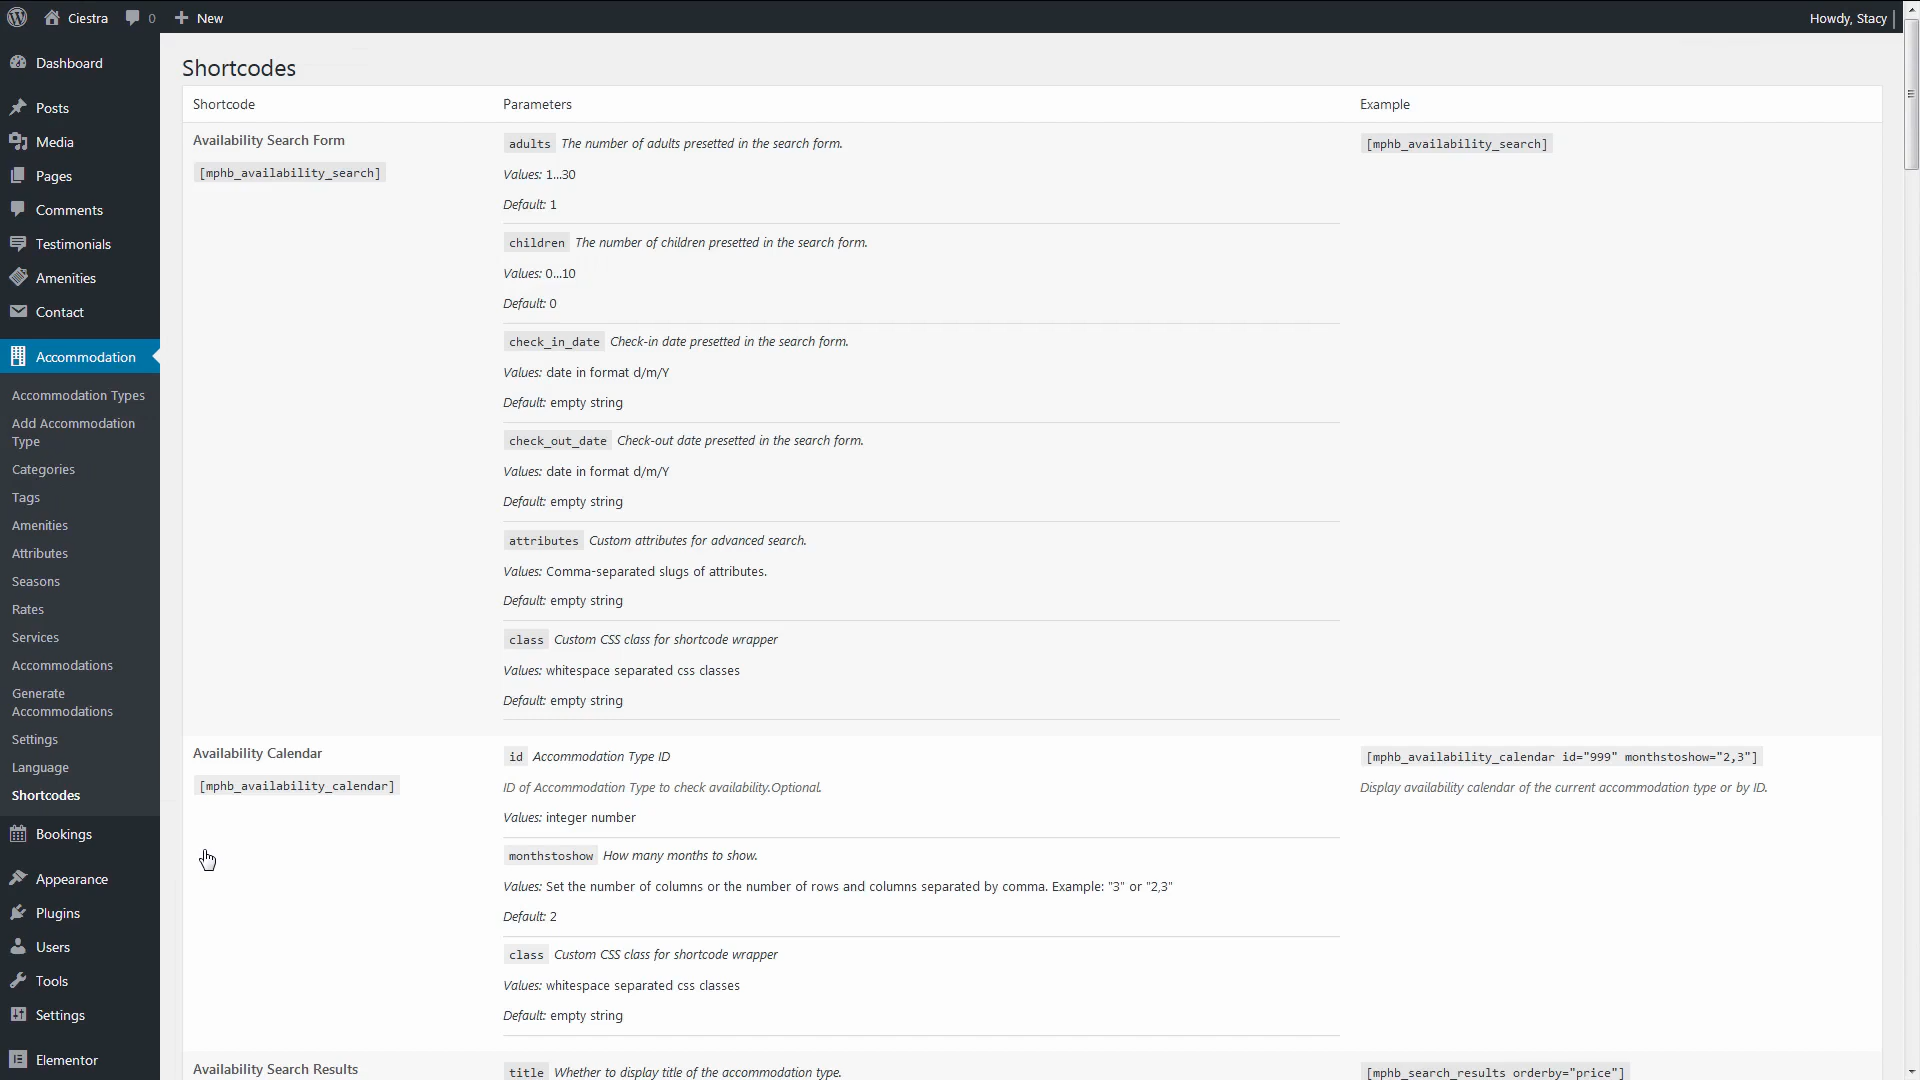 Ciestra
0
New
Howdy, Stacy
Dashboard
Posts
Media
Pages
Comments
Testimonials
Amenities
Contact
Accommodation
Accommodation Types
Add Accommodation
Type
Categories
Tags
Amenities
Attributes
Seasons
Rates
Services
Accommodations
Generate
Accommodations
Settings
Language
Shortcodes
Bookings
Appearance
Plugins
Users
Tools
Settings
Elementor
Shortcodes
Shortcode
Parameters
Example
Availability Search Form
[mphb_availability_search]
adults The number of adults presetted in the search form.
Values: 1...30
Default: 1
children The number of children presetted in the search form.
Values: 0...10
Default: 0
check_in_date Check-in date presetted in the search form.
Values: date in format d/m/Y
Default: empty string
check_out_date Check-out date presetted in the search form.
Values: date in format d/m/Y
Default: empty string
attributes Custom attributes for advanced search.
Values: Comma-separated slugs of attributes.
Default: empty string
class Custom CSS class for shortcode wrapper
Values: whitespace separated css classes
Default: empty string
[mphb_availability_search]
Availability Calendar
[mphb_availability_calendar]
id Accommodation Type ID
ID of Accommodation Type to check availability.Optional.
Values: integer number
monthstoshow How many months to show.
Values: Set the number of columns or the number of rows and columns separated by comma. Example: "3" or "2,3"
Default: 2
class Custom CSS class for shortcode wrapper
Values: whitespace separated css classes
Default: empty string
[mphb_availability_calendar id="999" monthstoshow="2,3"]
Display availability calendar of the current accommodation type or by ID.
Availability Search Results
title Whether to display title of the accommodation type.
[mphb_search_results orderby="price"]